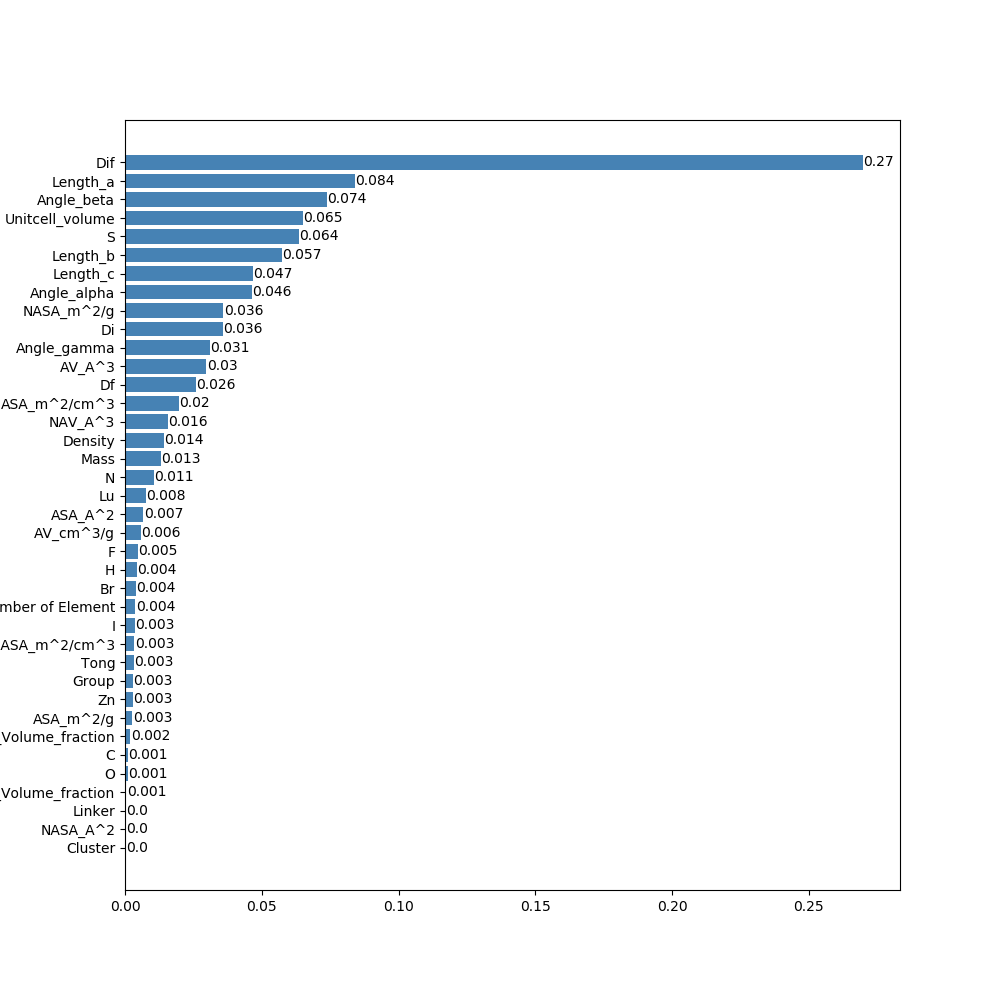 Dif 0.27
Length_a 0.084
Angle_beta 0.074
Unitcell_volume 0.065
S 0.064
Length_b 0.057
Length_c 0.047
Angle_alpha 0.046
NASA_m^2/g 0.036
Di 0.036
Angle_gamma 0.031
AV_A^3 0.03
Df 0.026
ASA_m^2/cm^3 0.02
NAV_A^3 0.016
Density 0.014
Mass 0.013
N 0.011
Lu 0.008
ASA_A^2 0.007
AV_cm^3/g 0.006
F 0.005
H 0.004
Br 0.004
mber of Element 0.004
I 0.003
ASA_m^2/cm^3 0.003
Tong 0.003
Group 0.003
Zn 0.003
ASA_m^2/g 0.003
_Volume_fraction 0.002
C 0.001
O 0.001
_Volume_fraction 0.001
Linker 0.0
NASA_A^2 0.0
Cluster 0.0
0.00 0.05 0.10 0.15 0.20 0.25